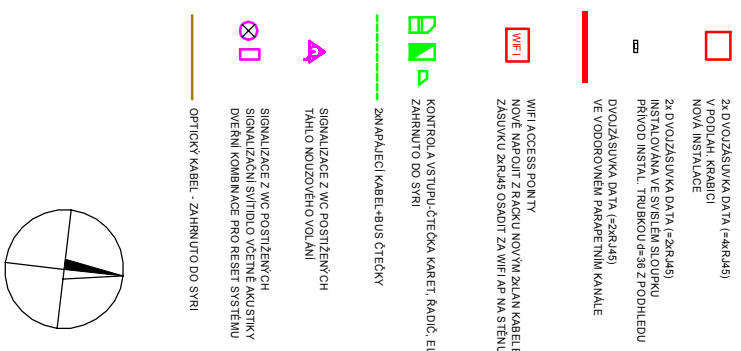 2x DVOJZÁSUVKA DATA (=4xRJ45)
V PODLAH. KRABICI
NOVÁ INSTALACE
2x DVOJZÁSUVKA DATA (=2xRJ45)
INSTALOVÁNA VE SVISLÉM SLOUPKU
PŘÍVOD INSTAL. TRUBKOU d=36 Z PODHLEDU
DVOJZÁSUVKA DATA (=2xRJ45)
VE VODOROVNÉM PARAPETNÍM KANÁLE
WIFI
WIFI ACCESS POINTY
NOVĚ NAPOJIT Z RACKU NOVÝM 2xLAN KABELE
ZÁSUVKU 2xRJ45 OSADIT ZA WIFI AP NA STĚNU
KONTROLA VSTUPU-ČTEČKA KARET, ŘADIČ, EL
ZAHRNUTO DO SYRI
2xNAPÁJECÍ KABEL+BUS ČTEČKY
SIGNALIZACE Z WC POSTIŽENÝCH
TÁHLO NOUZOVÉHO VOLÁNÍ
SIGNALIZACE Z WC POSTIŽENÝCH
SIGNALIZAČNÍ SVÍTIDLO VČETNĚ AKUSTIKY
DVEŘNÍ KOMBINACE PRO RESET SYSTÉMU
OPTICKÝ KABEL - ZAHRNUTO DO SYRI